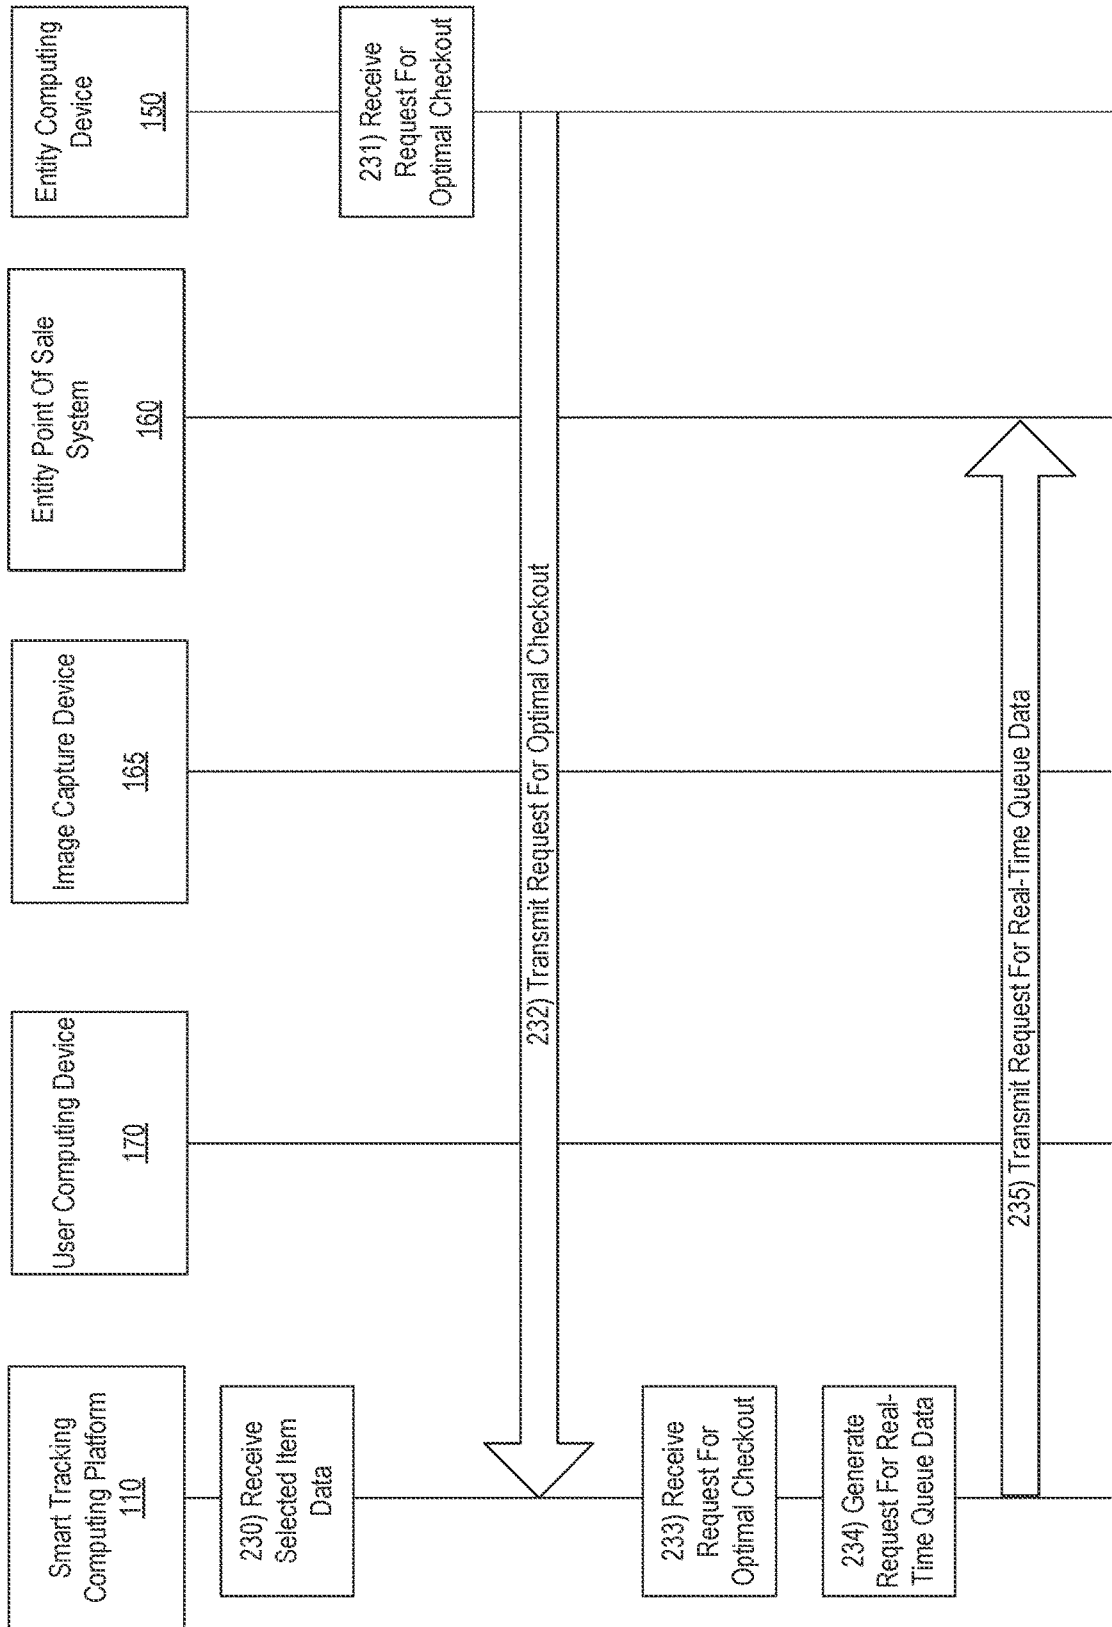 Smart Tracking
Computing Platform
110
User Computing Device
170
Image Capture Device
165
Entity Point Of Sale
System
160
Entity Computing
Device
150
230) Receive
Selected Item
Data
231) Receive
Request For
Optimal Checkout
232) Transmit Request For Optimal Checkout
233) Receive
Request For
Optimal Checkout
234) Generate
Request For Real-
Time Queue Data
235) Transmit Request For Real-Time Queue Data